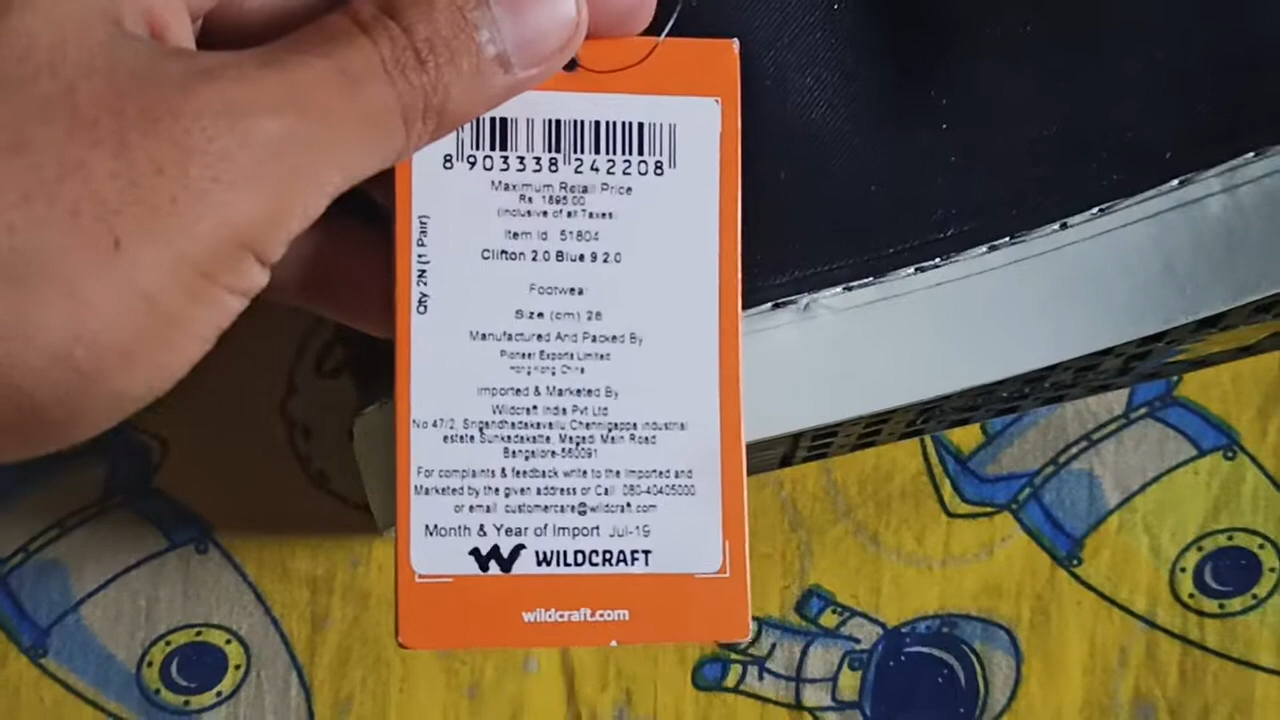 8 903338 242208
Maximum Retail Price
Rs 1895.00
(Inclusive of all Taxes)
Item Id. 51804
Clifton 2.0 Blue 9 2.0
Qty 2N (1 Pair)
Footwear
Size (cm) 28
Manufactured And Packed By
Pioneer Exports Limited
Hong Kong China
Imported & Marketed By
Wildcraft India Pvt Ltd
No 47/2, Srigandhadakavallu Chennigappa industrial
estate Sunkadakatte, Magadi Main Road
Bangalore-560091
For complaints & feedback write to the Imported and
Marketed by the given address or Call 080-40405000
or email customercare@wildcraft.com
Month & Year of Import Jul-19
WILDCRAFT
wildcraft.com